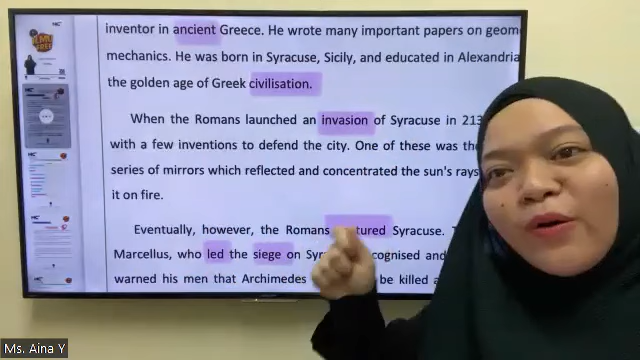 inventor in ancient Greece. He wrote many important papers on geom
mechanics. He was born in Syracuse, Sicily, and educated in Alexandria
the golden age of Greek civilisation.
When the Romans launched an invasion of Syracuse in 213
with a few inventions to defend the city. One of these was the
series of mirrors which reflected and concentrated the sun's rays
it on fire.
Eventually, however, the Romans tured Syracuse.
Marcellus, who led the siege on Syr cognised and
warned his men that Archimedes be killed
Ms. Aina Y